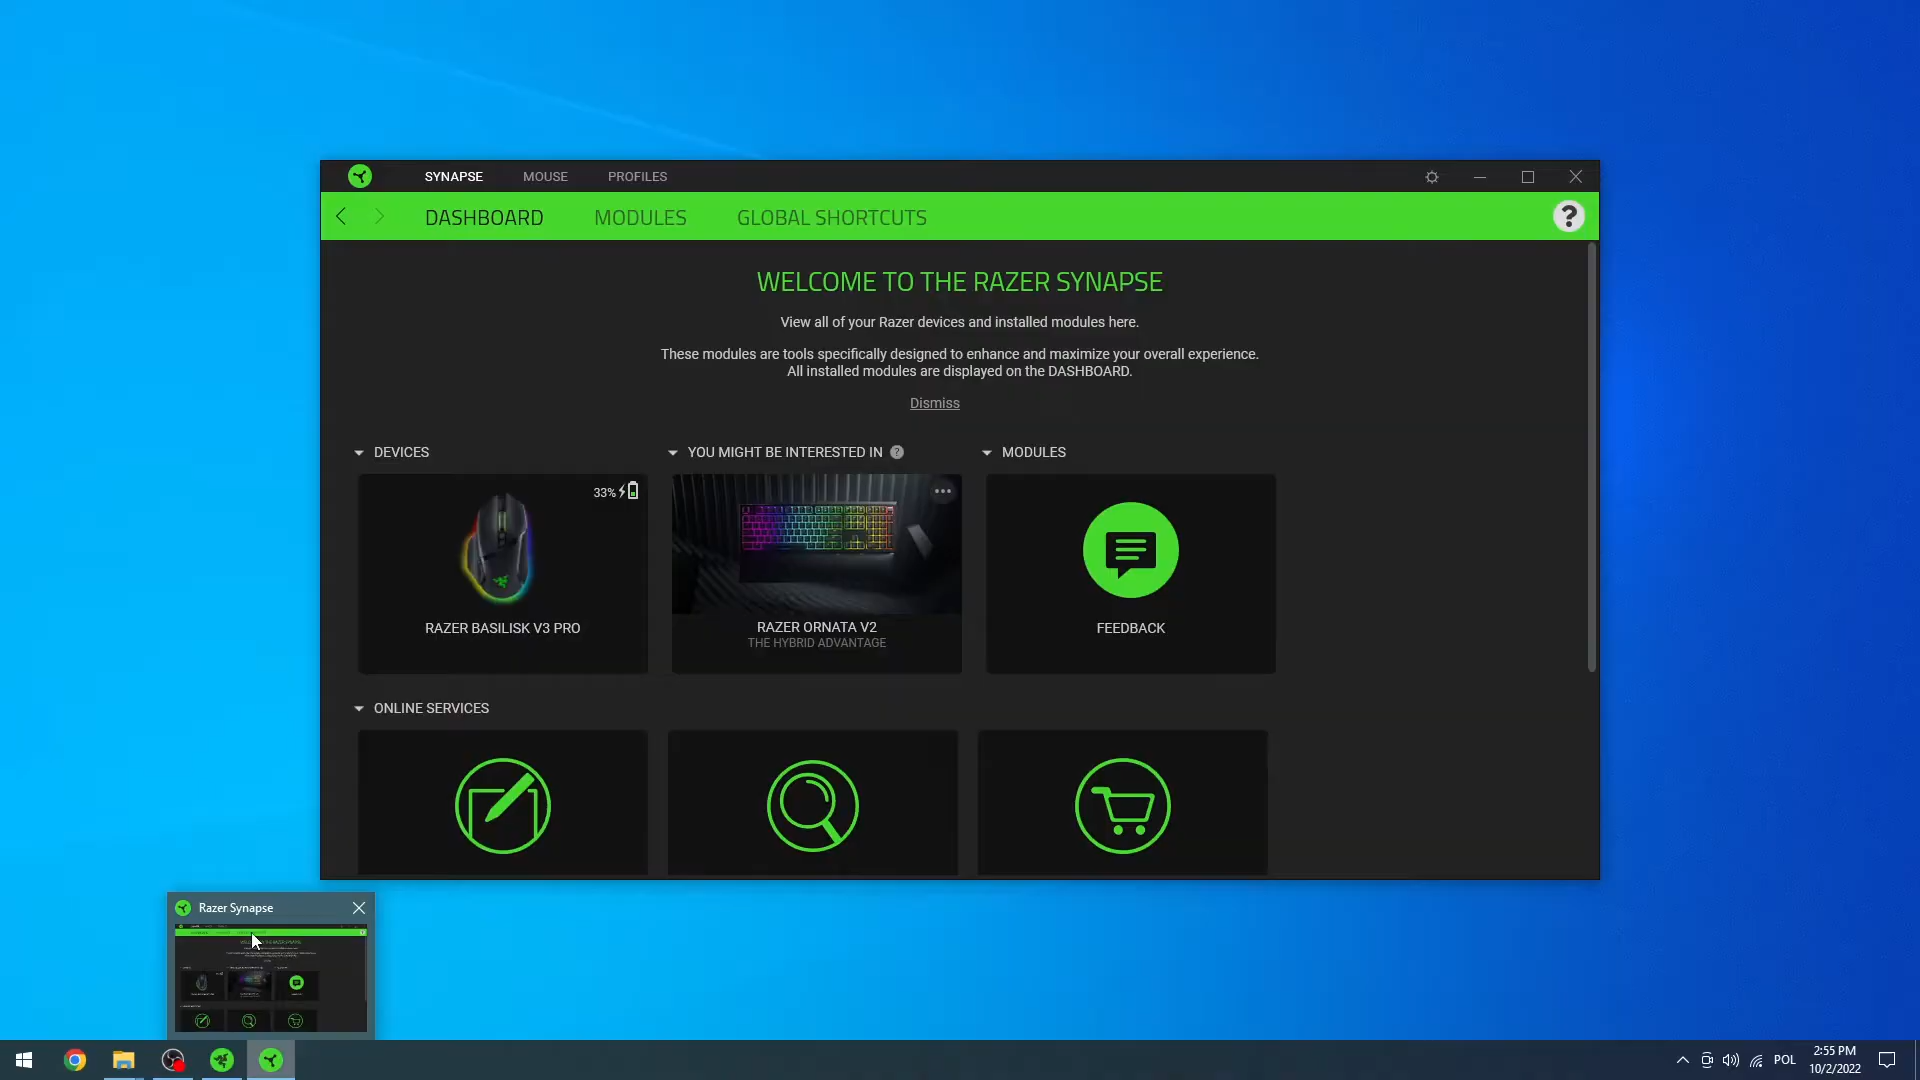 SYNAPSE MOUSE PROFILES
DASHBOARD MODULES GLOBAL SHORTCUTS
?
WELCOME TO THE RAZER SYNAPSE
View all of your Razer devices and installed modules here.
These modules are tools specifically designed to enhance and maximize your overall experience.
All installed modules are displayed on the DASHBOARD.
Dismiss
DEVICES
33%
RAZER BASILISK V3 PRO
YOU MIGHT BE INTERESTED IN ?
RAZER ORNATA V2
THE HYBRID ADVANTAGE
MODULES
FEEDBACK
ONLINE SERVICES
Razer Synapse
POL
2:55 PM
10/2/2022